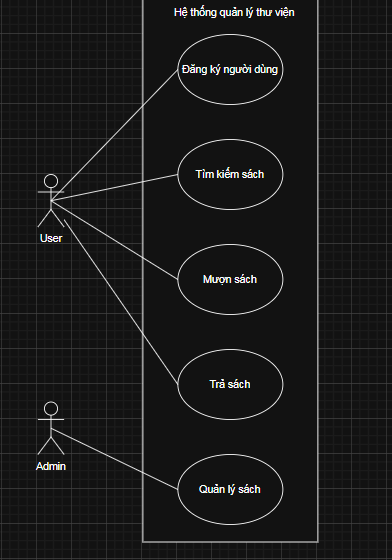 Hệ thống quản lý thư viện
Đăng ký người dùng
Tìm kiếm sách
User
Mượn sách
Trả sách
Admin
Quản lý sách